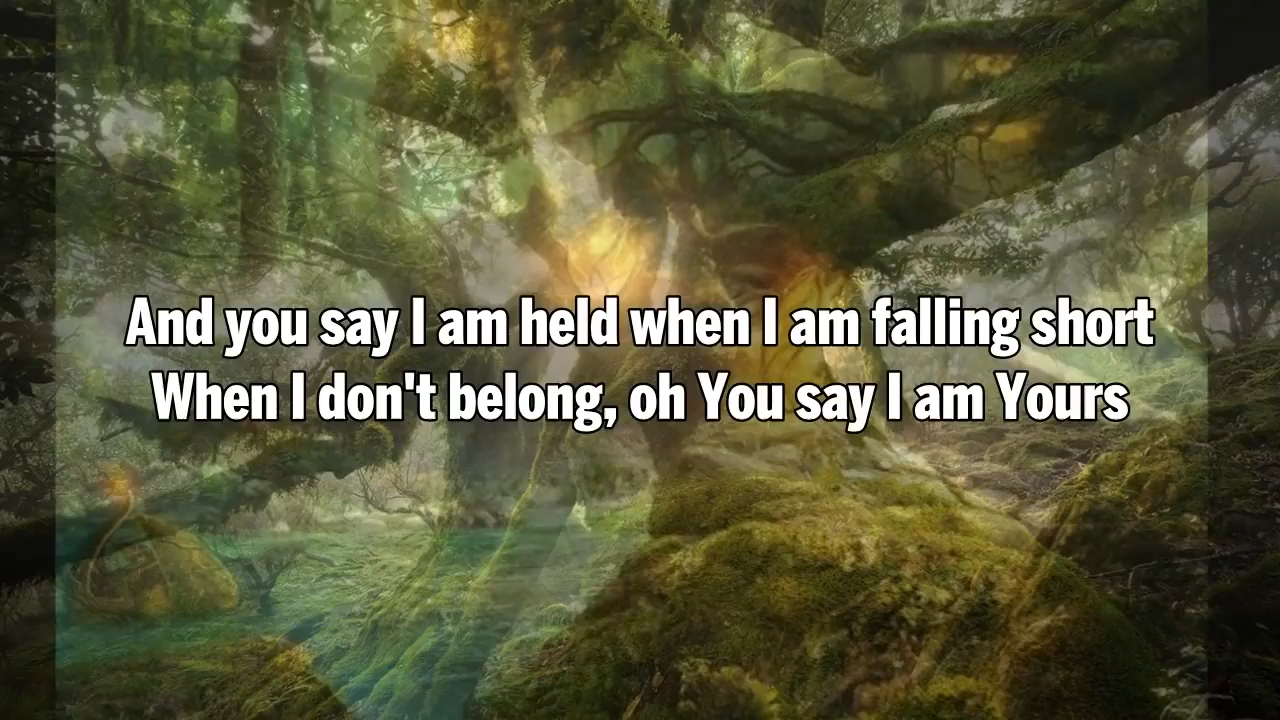 And you say I am held when I am falling short
When I don't belong, oh You say I am Yours